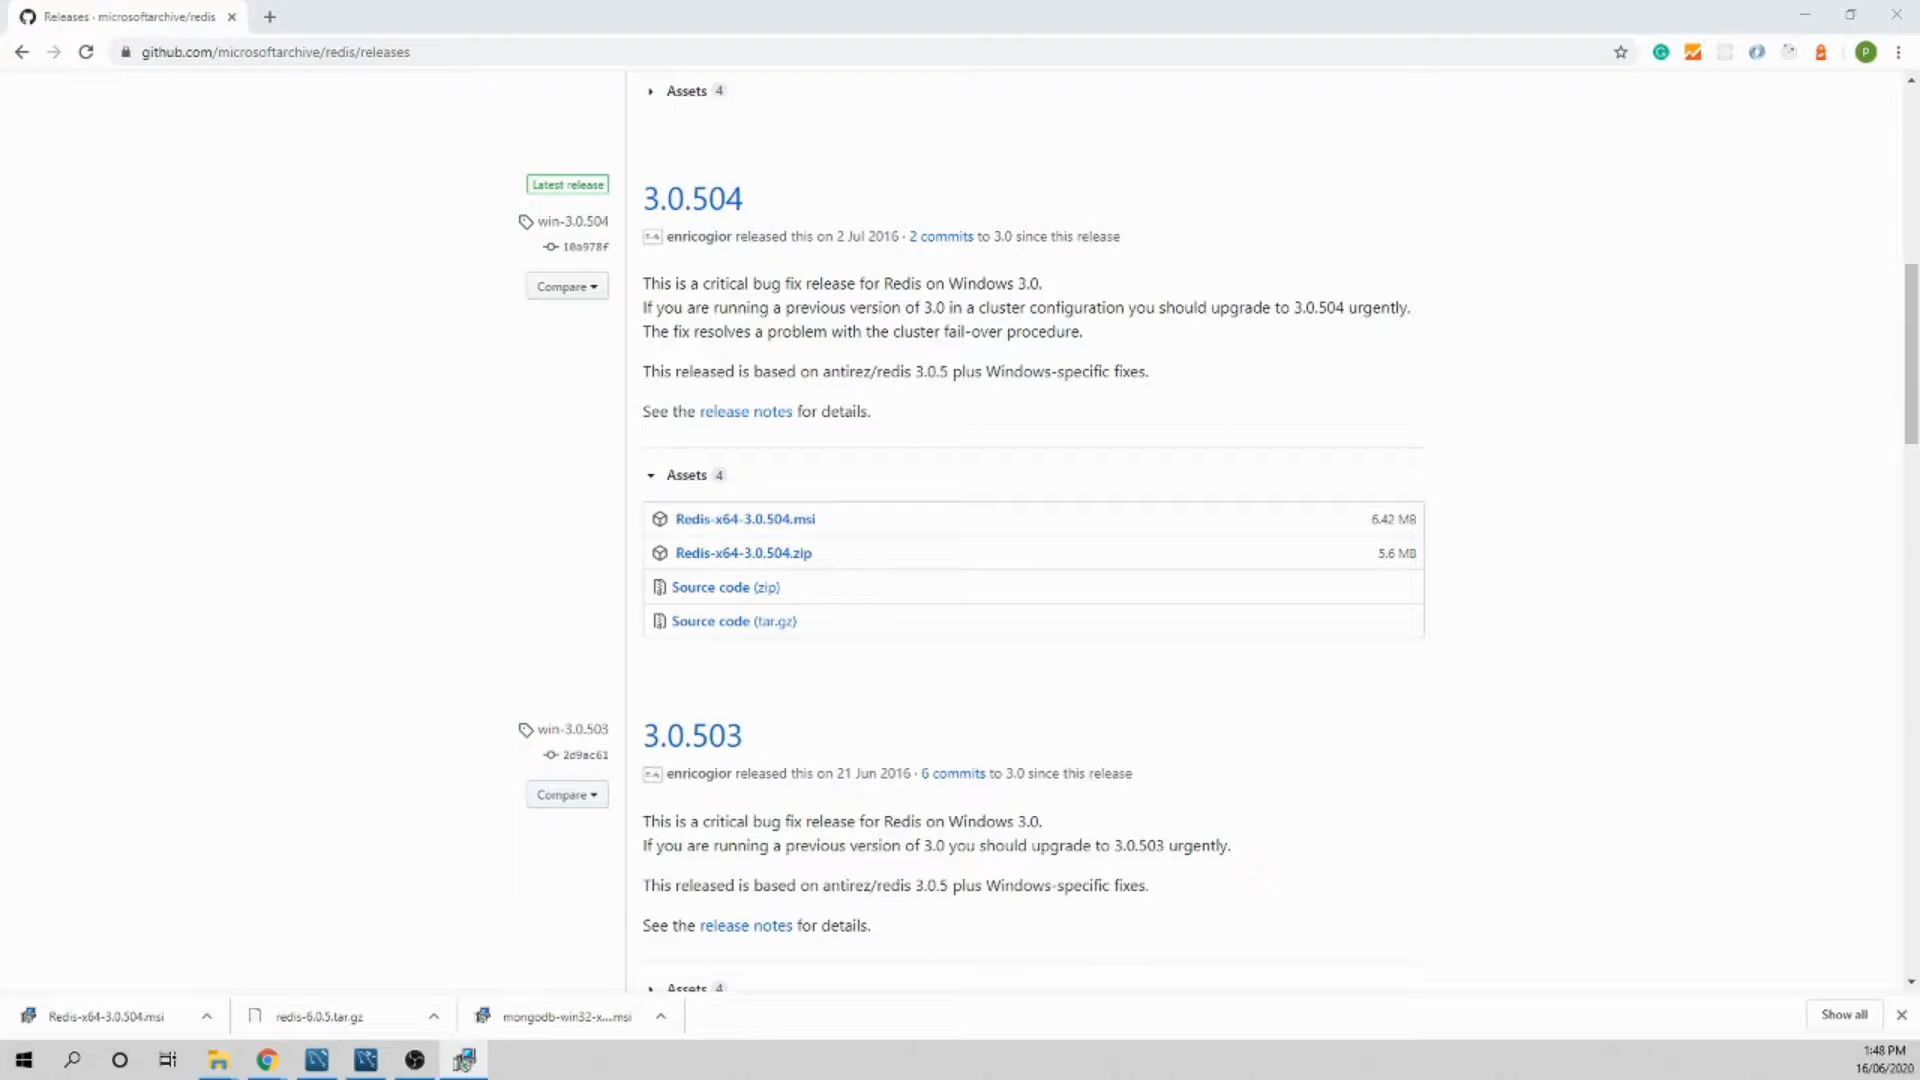 Releases · microsoftarchive/redis
github.com/microsoftarchive/redis/releases
P
Assets 4
Latest release
win-3.0.504
10a978f
Compare
3.0.504
enricogior released this on 2 Jul 2016 · 2 commits to 3.0 since this release
This is a critical bug fix release for Redis on Windows 3.0.
If you are running a previous version of 3.0 in a cluster configuration you should upgrade to 3.0.504 urgently.
The fix resolves a problem with the cluster fail-over procedure.
This released is based on antirez/redis 3.0.5 plus Windows-specific fixes.
See the release notes for details.
Assets 4
Redis-x64-3.0.504.msi 6.42 MB
Redis-x64-3.0.504.zip 5.6 MB
Source code (zip)
Source code (tar.gz)
win-3.0.503
2d9ac61
Compare
3.0.503
enricogior released this on 21 Jun 2016 · 6 commits to 3.0 since this release
This is a critical bug fix release for Redis on Windows 3.0.
If you are running a previous version of 3.0 you should upgrade to 3.0.503 urgently.
This released is based on antirez/redis 3.0.5 plus Windows-specific fixes.
See the release notes for details.
Assets 4
Redis-x64-3.0.504.msi
redis-6.0.5.tar.gz
mongodb-win32-x....msi
Show all
1:48 PM
16/06/2020